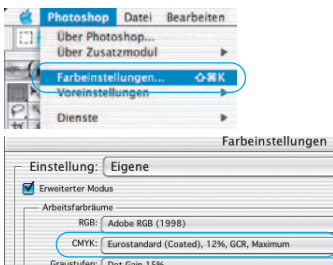 Photoshop Datei Bearbeiten
Über Photoshop...
Über Zusatzmodul
Farbeinstellungen... ⇧⌘K
Voreinstellungen
Dienste
Farbeinstellungen
Einstellung: Eigene
Erweiterter Modus
Arbeitsfarbräume
RGB: Adobe RGB (1998)
CMYK: Eurostandard (Coated), 12%, GCR, Maximum
Graustufen: Dot Gain 15%